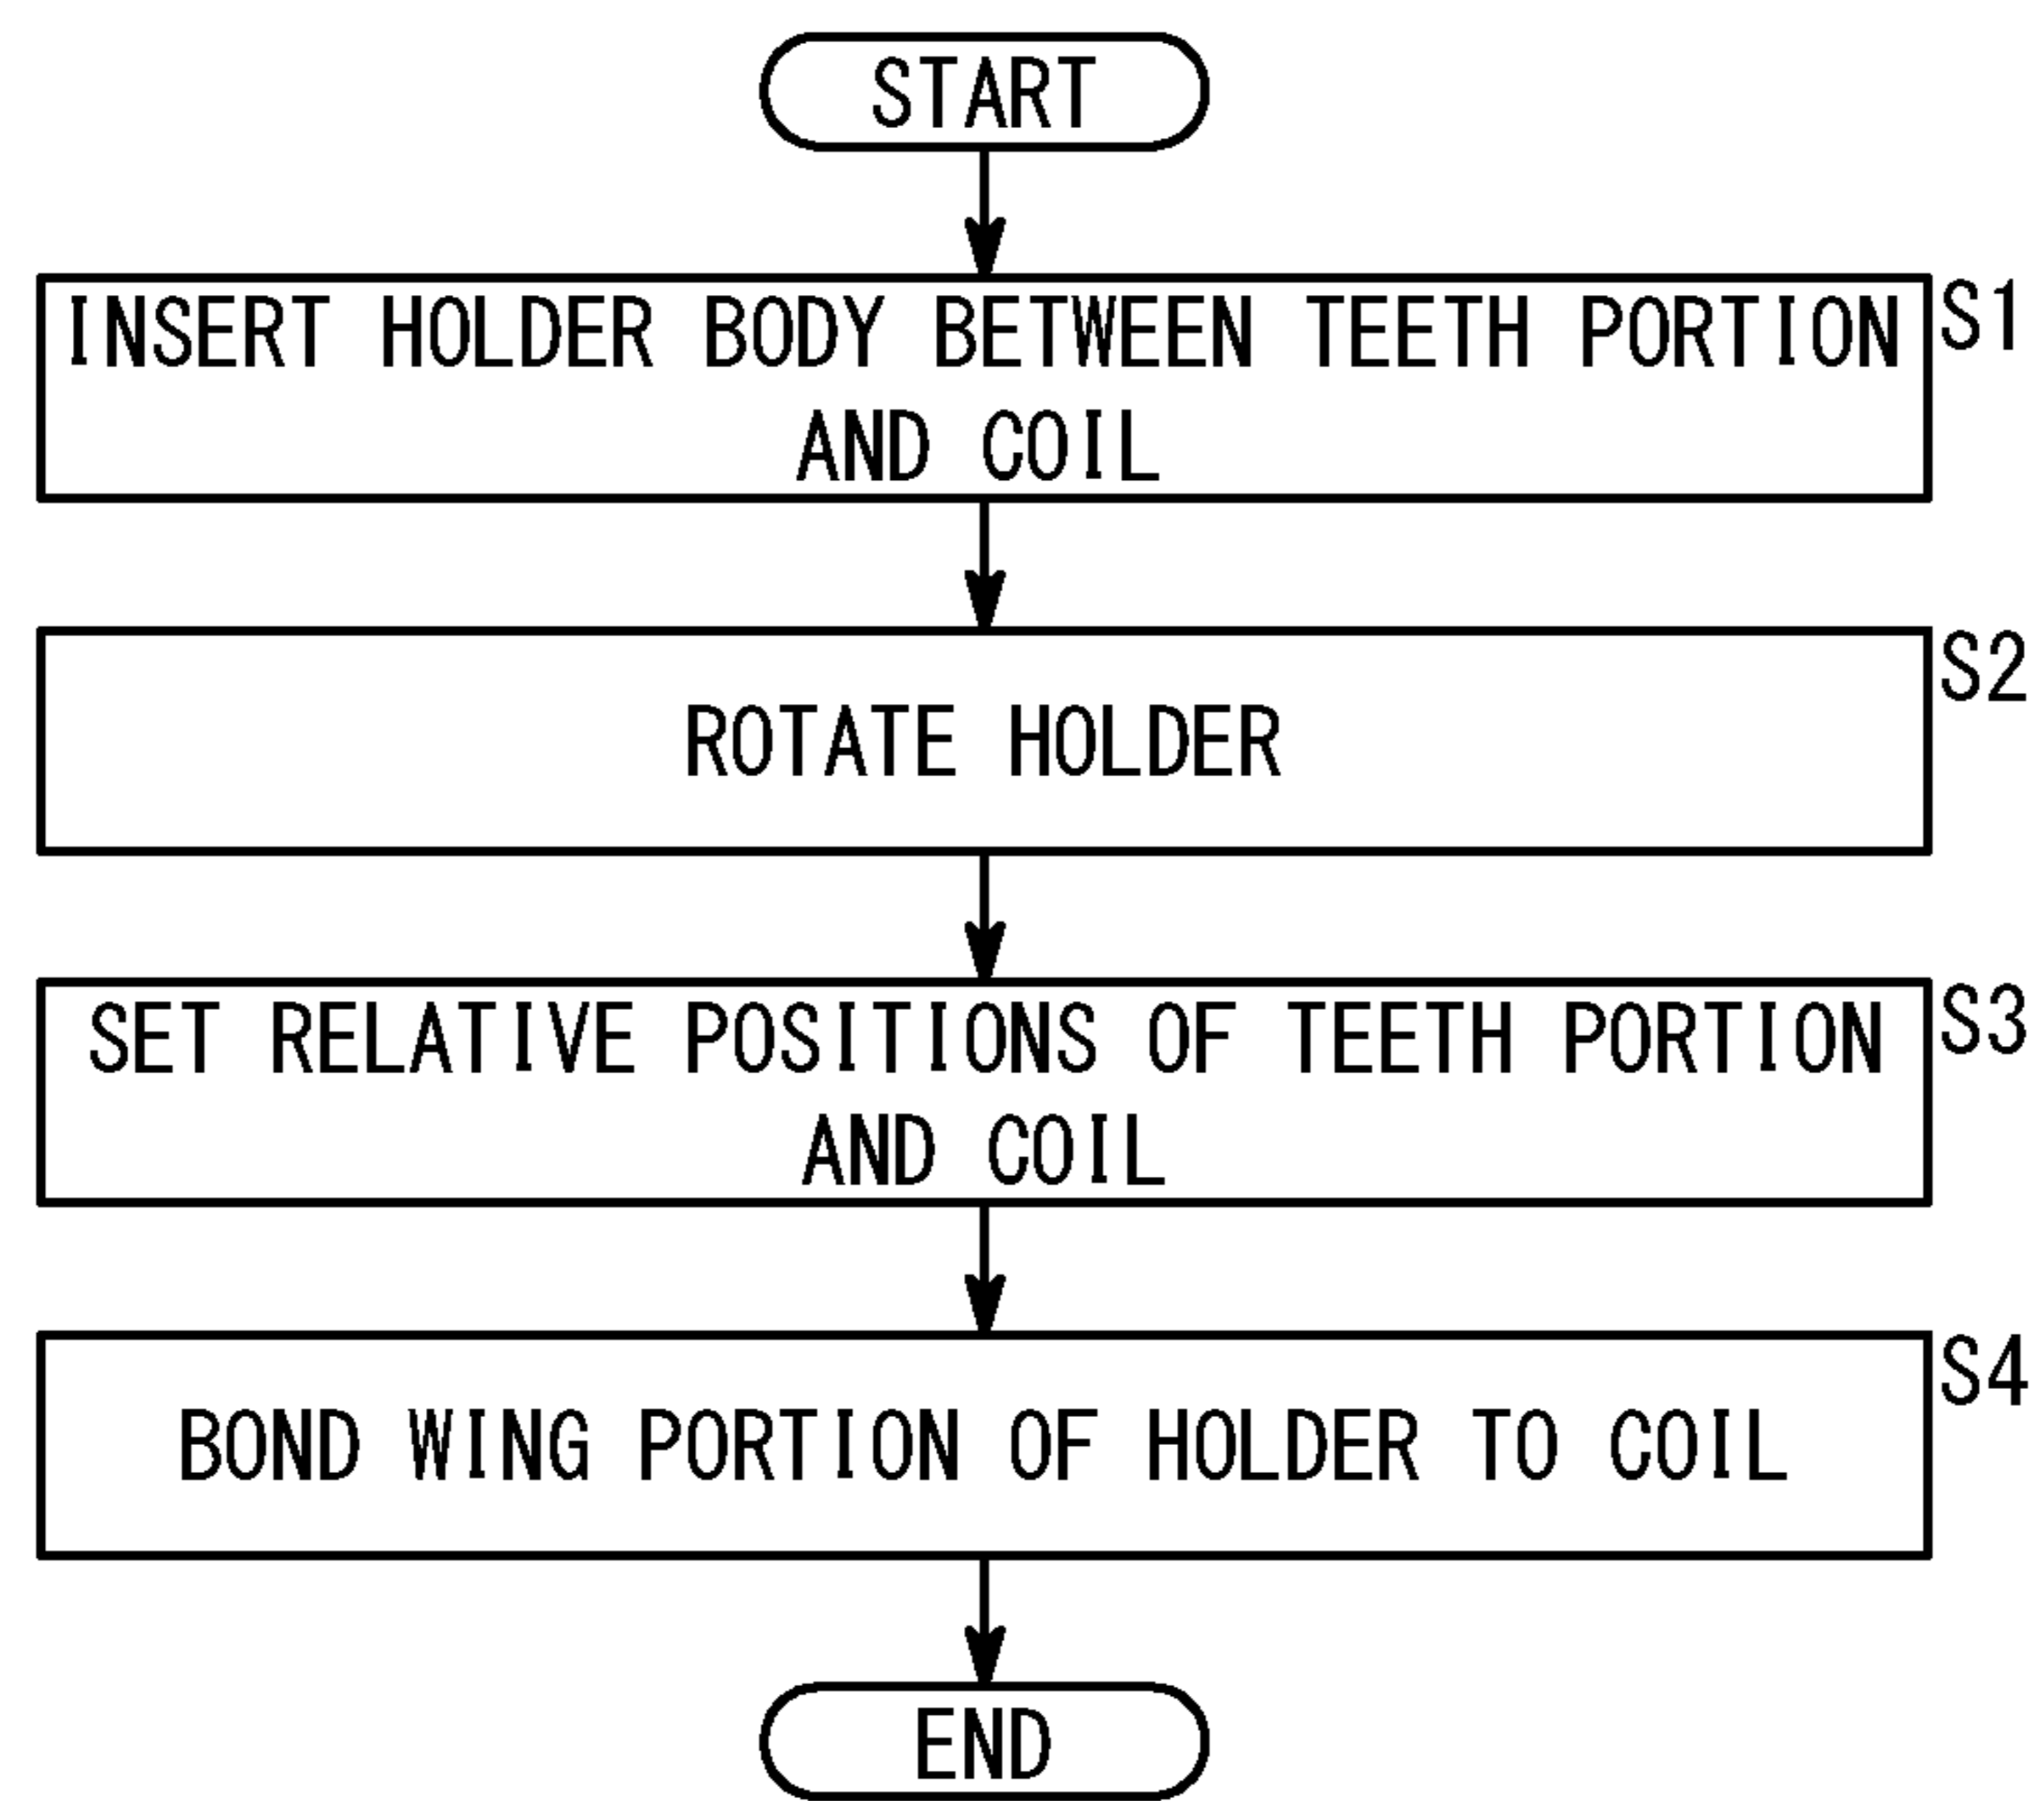 START
INSERT HOLDER BODY BETWEEN TEETH PORTION
AND COIL
S1
ROTATE HOLDER
S2
SET RELATIVE POSITIONS OF TEETH PORTION
AND COIL
S3
BOND WING PORTION OF HOLDER TO COIL
S4
END